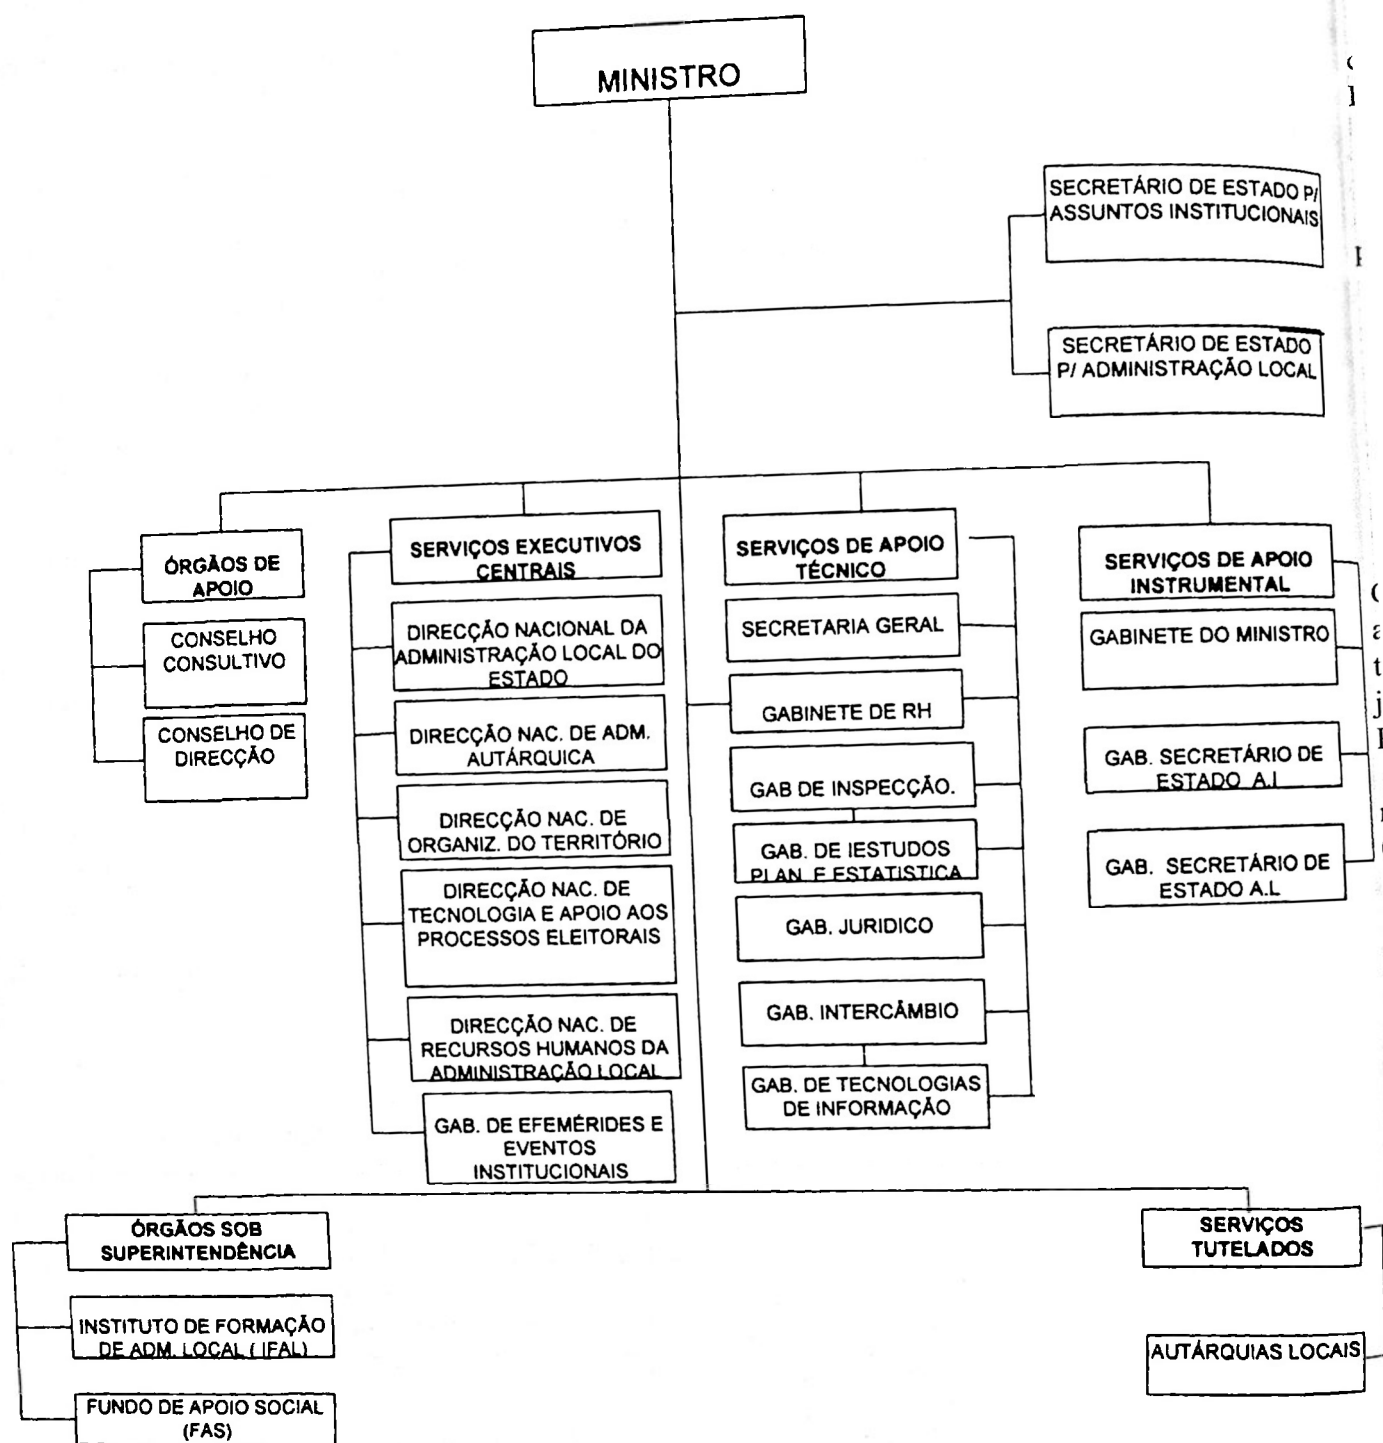 MINISTRO
SECRETÁRIO DE ESTADO P/
ASSUNTOS INSTITUCIONAIS
SECRETÁRIO DE ESTADO
P/ ADMINISTRAÇÃO LOCAL
ÓRGÃOS DE
APOIO
CONSELHO
CONSULTIVO
CONSELHO DE
DIRECÇÃO
SERVIÇOS EXECUTIVOS
CENTRAIS
DIRECÇÃO NACIONAL DA
ADMINISTRAÇÃO LOCAL DO
ESTADO
DIRECÇÃO NAC. DE ADM.
AUTÁRQUICA
DIRECÇÃO NAC. DE
ORGANIZ. DO TERRITÓRIO
DIRECÇÃO NAC. DE
TECNOLOGIA E APOIO AOS
PROCESSOS ELEITORAIS
DIRECÇÃO NAC. DE
RECURSOS HUMANOS DA
ADMINISTRAÇÃO LOCAL
GAB. DE EFEMÉRIDES E
EVENTOS
INSTITUCIONAIS
SERVIÇOS DE APOIO
TÉCNICO
SECRETARIA GERAL
GABINETE DE RH
GAB DE INSPECÇÃO.
GAB. DE IESTUDOS
PLAN. E ESTATISTICA
GAB. JURIDICO
GAB. INTERCÂMBIO
GAB. DE TECNOLOGIAS
DE INFORMAÇÃO
SERVIÇOS DE APOIO
INSTRUMENTAL
GABINETE DO MINISTRO
GAB. SECRETÁRIO DE
ESTADO A.I
GAB. SECRETÁRIO DE
ESTADO A.L
ÓRGÃOS SOB
SUPERINTENDÊNCIA
INSTITUTO DE FORMAÇÃO
DE ADM. LOCAL ( IFAL)
FUNDO DE APOIO SOCIAL
(FAS)
SERVIÇOS
TUTELADOS
AUTÁRQUIAS LOCAIS